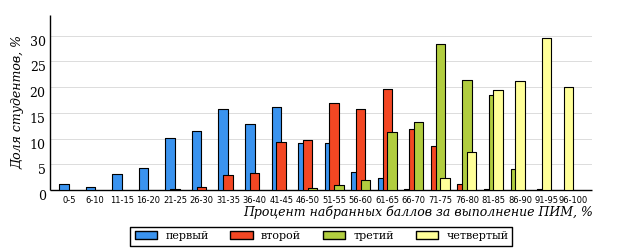 Доля студентов, %
30
25
20
15
10
5
0
0-5 6-10 11-15 16-20 21-25 26-30 31-35 36-40 41-45 46-50 51-55 56-60 61-65 66-70 71-75 76-80 81-85 86-90 91-95 96-100
Процент набранных баллов за выполнение ПИМ, %
первый второй третий четвертый